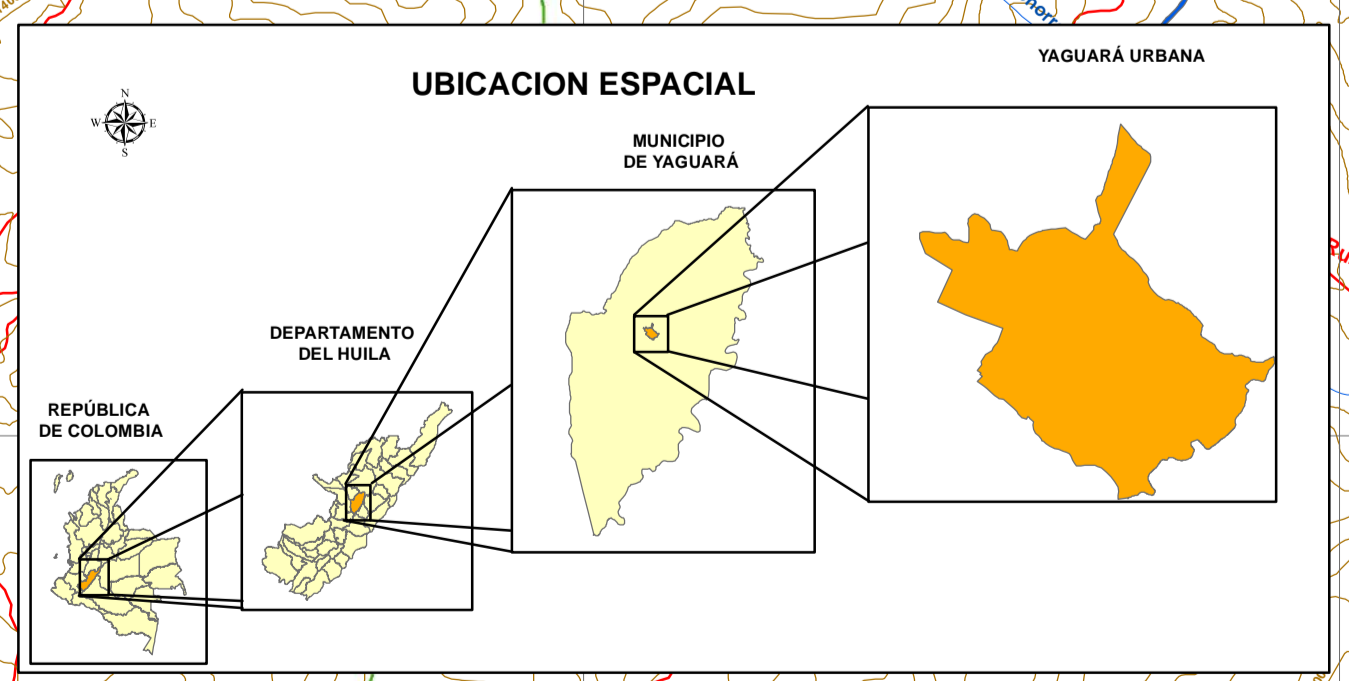 YAGUARÁ URBANA
UBICACION ESPACIAL
N
W E
S
MUNICIPIO
DE YAGUARÁ
DEPARTAMENTO
DEL HUILA
REPÚBLICA
DE COLOMBIA